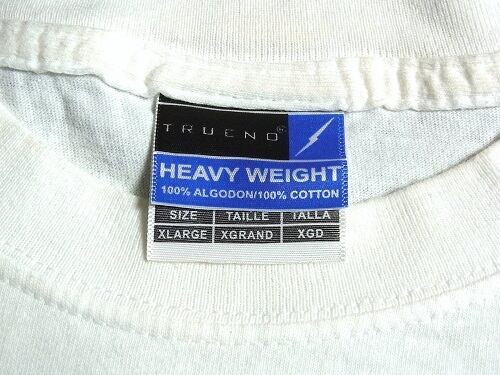 TRUENO®
HEAVY WEIGHT
100% ALGODON/100% COTTON
SIZE TAILLE TALLA
XLARGE XGRAND XGD